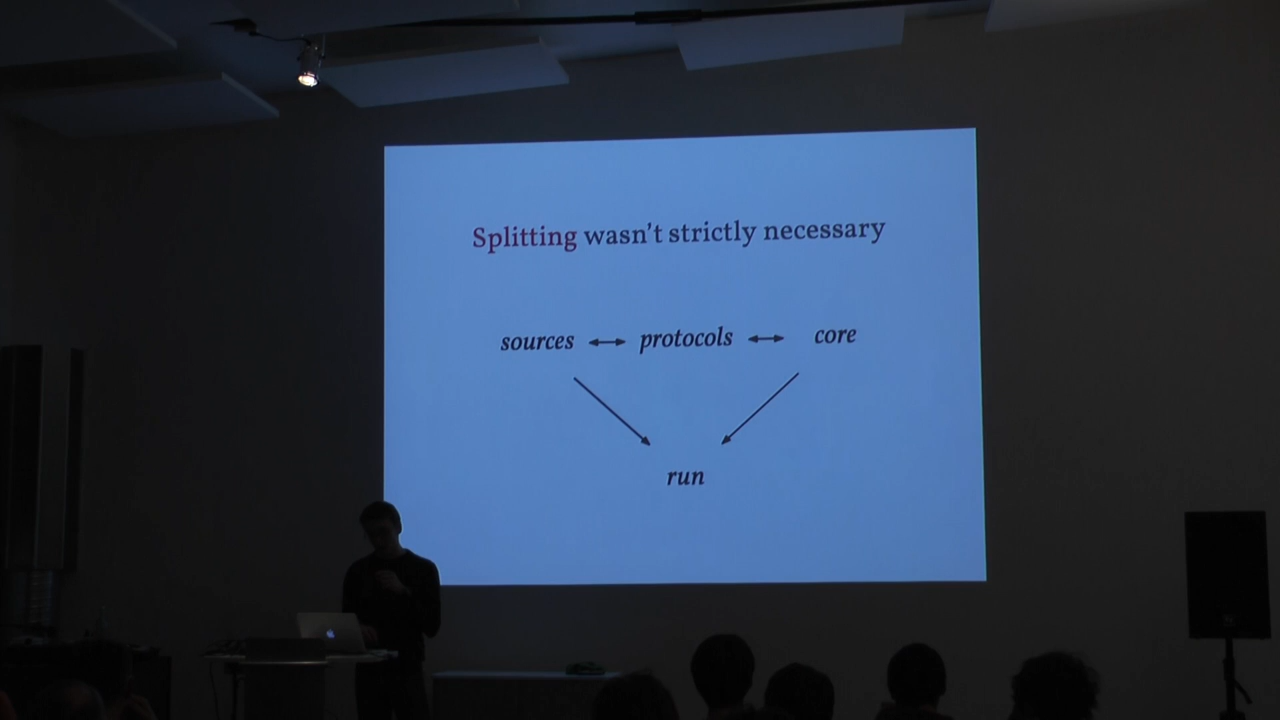 Splitting wasn't strictly necessary
sources ↔ protocols ↔ core
run